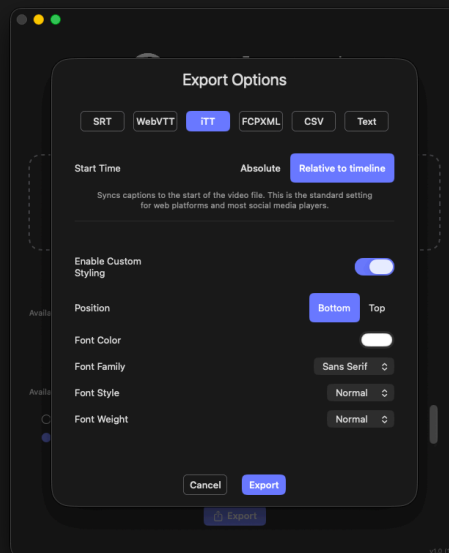 Export Options
SRT WebVTT iTT FCPXML CSV Text
Start Time Absolute Relative to timeline
Syncs captions to the start of the video file. This is the standard setting
for web platforms and most social media players.
Enable Custom
Styling
Position Bottom Top
Font Color
Font Family Sans Serif
Font Style Normal
Font Weight Normal
Cancel Export
Export